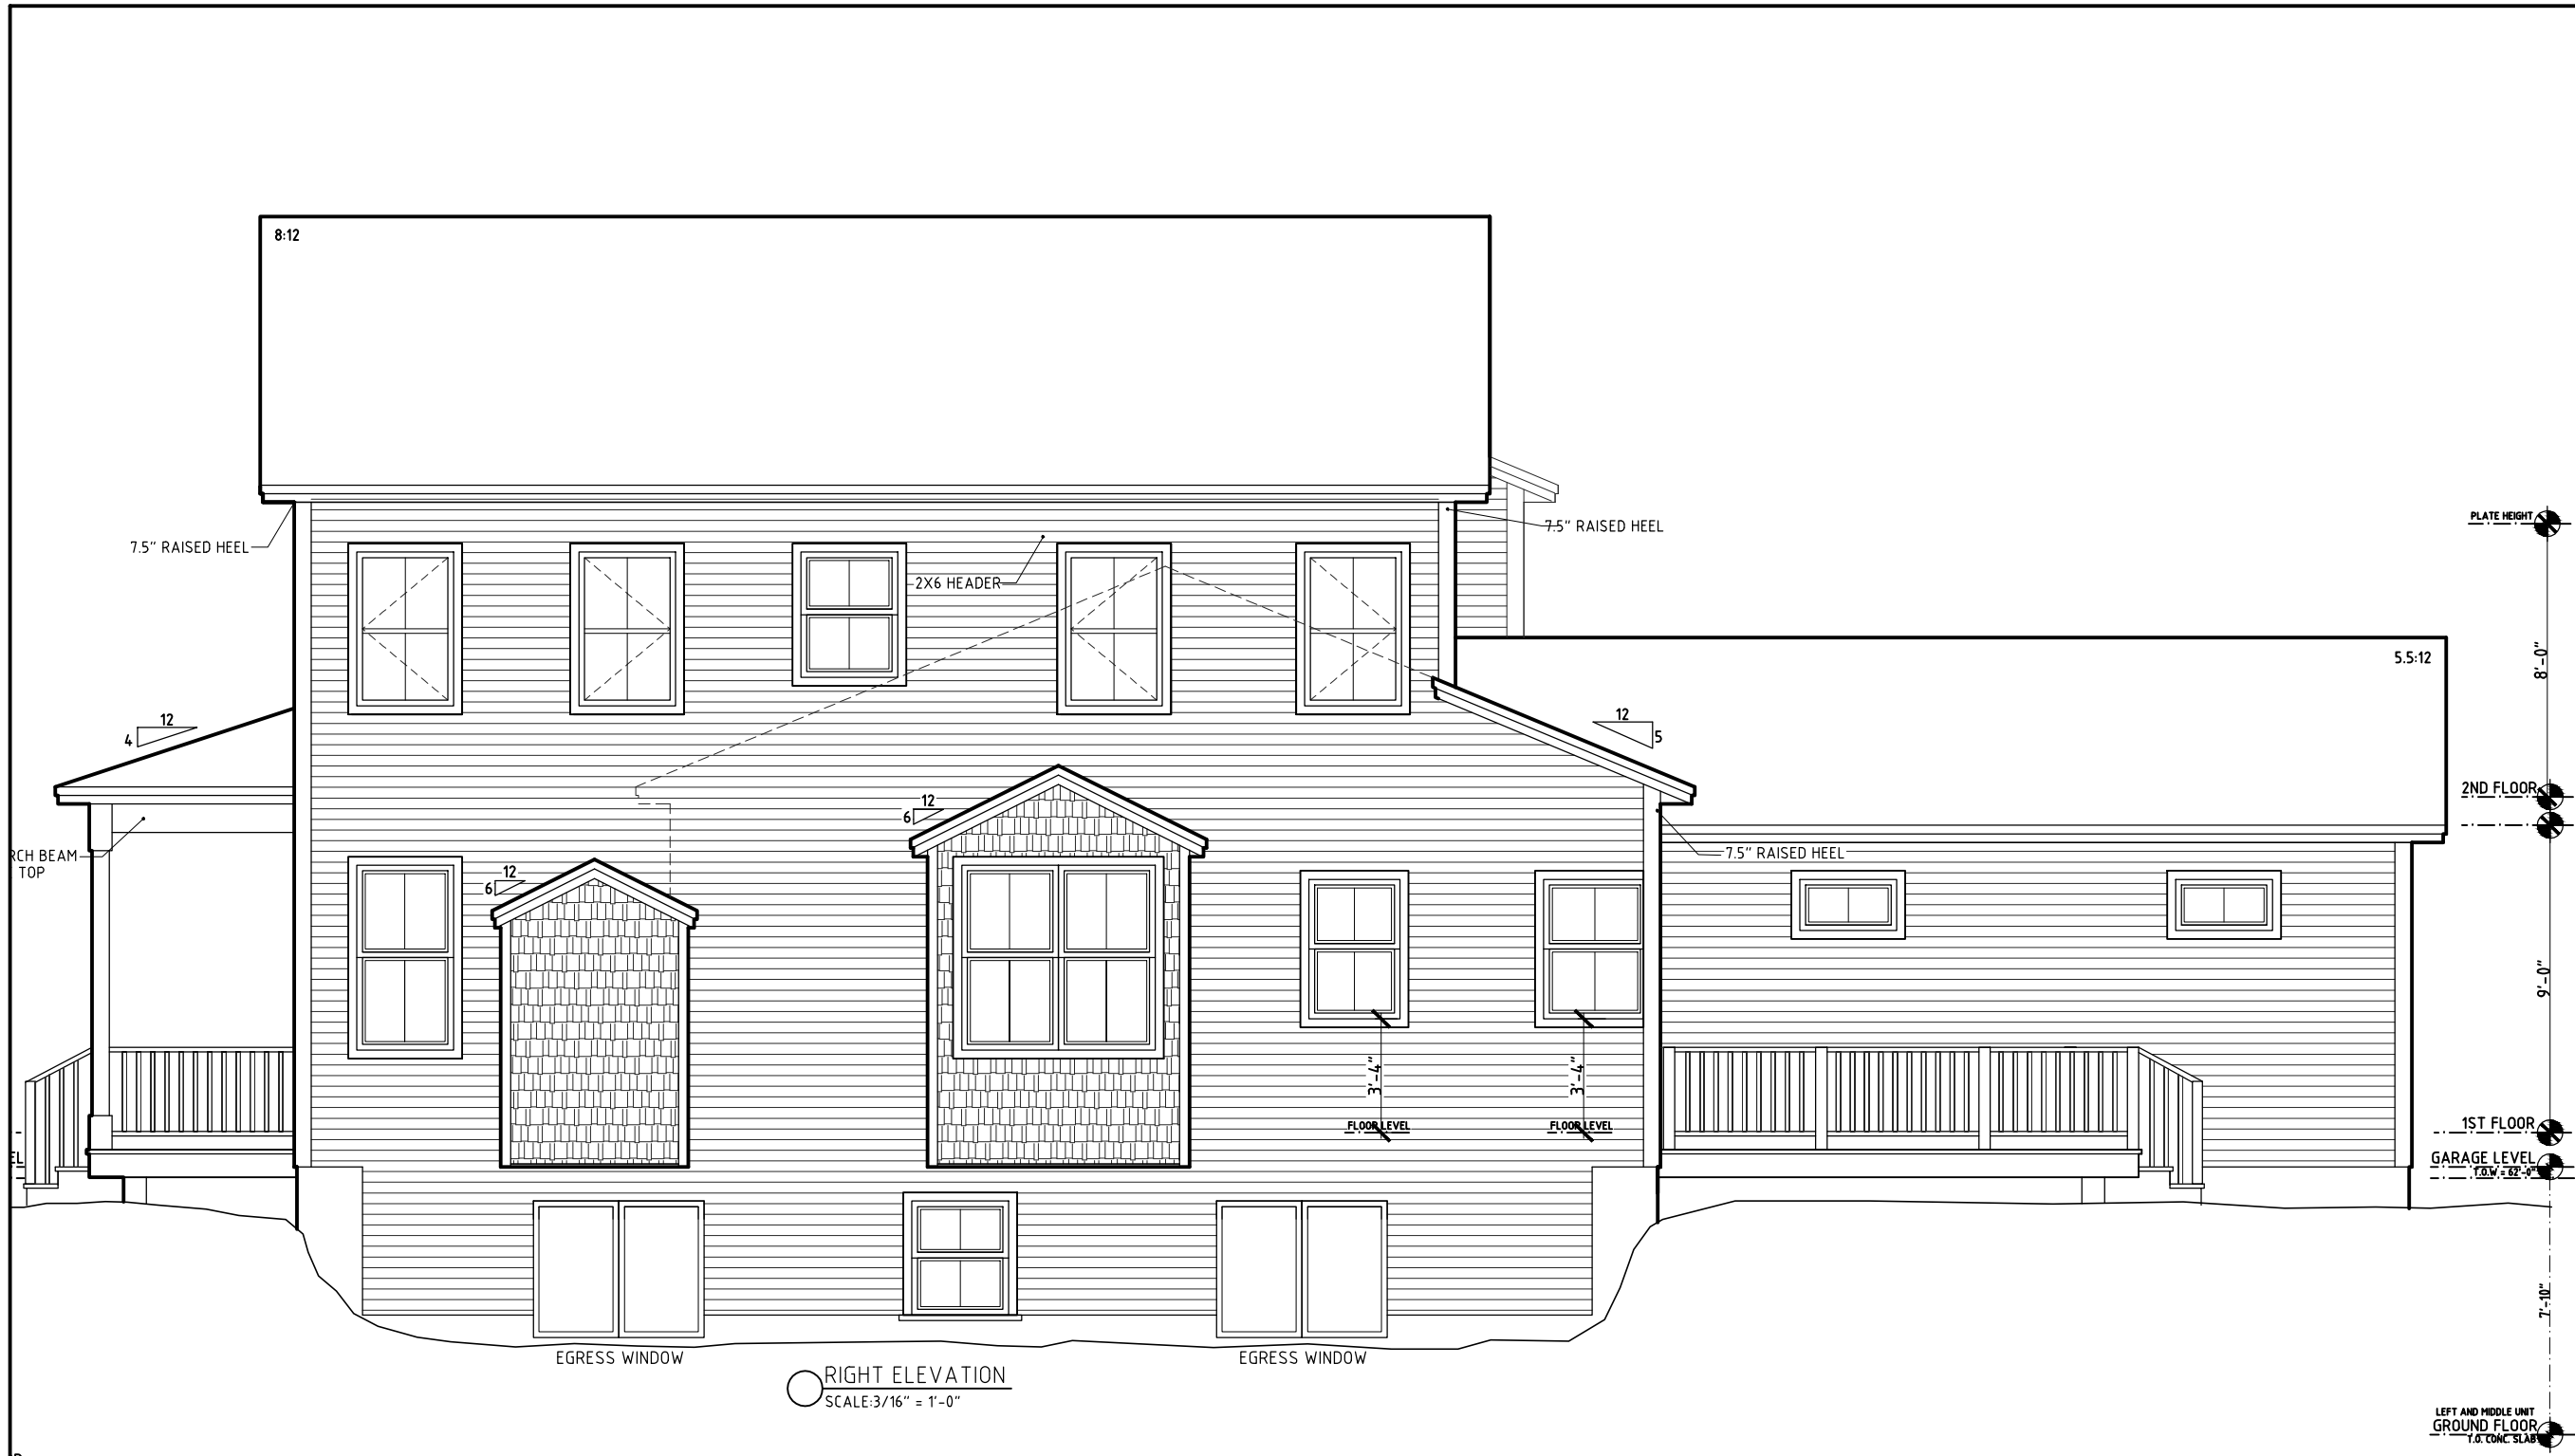 8:12
7.5" RAISED HEEL
7.5" RAISED HEEL
PLATE HEIGHT
2X6 HEADER
8'-0"
5.5:12
12
4
12
5
2ND FLOOR
12
6
12
6
RCH BEAM
TOP
7.5" RAISED HEEL
9'-0"
3'-4"
3'-4"
FLOOR LEVEL
FLOOR LEVEL
1ST FLOOR
EL
GARAGE LEVEL
T.O.W = 62'-0"
7'-10"
EGRESS WINDOW
EGRESS WINDOW
RIGHT ELEVATION
SCALE:3/16" = 1'-0"
LEFT AND MIDDLE UNIT
GROUND FLOOR
T.O. CONC. SLAB